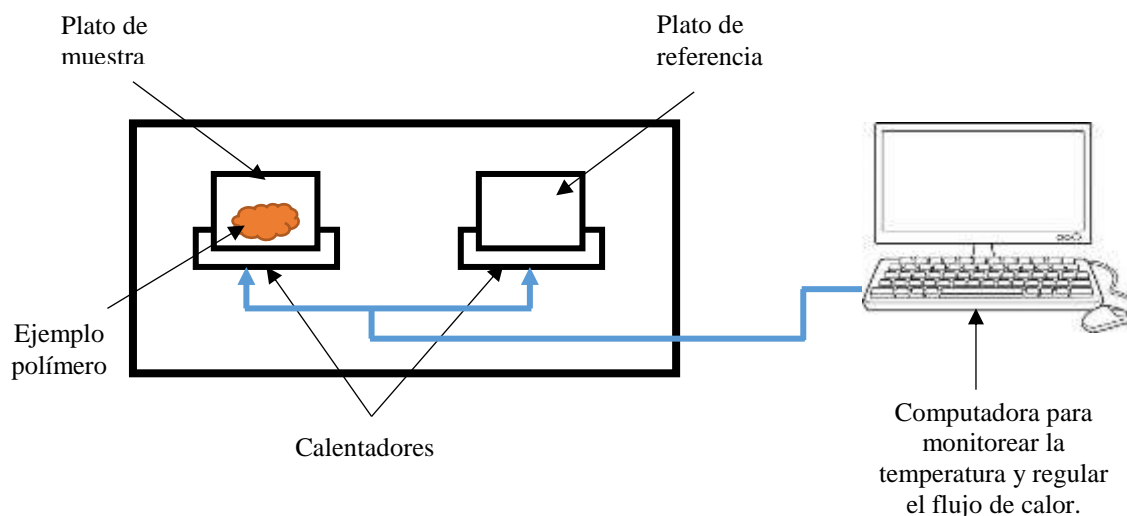 Plato de
muestra
Plato de
referencia
Ejemplo
polímero
Calentadores
Computadora para
monitorear la
temperatura y regular
el flujo de calor.